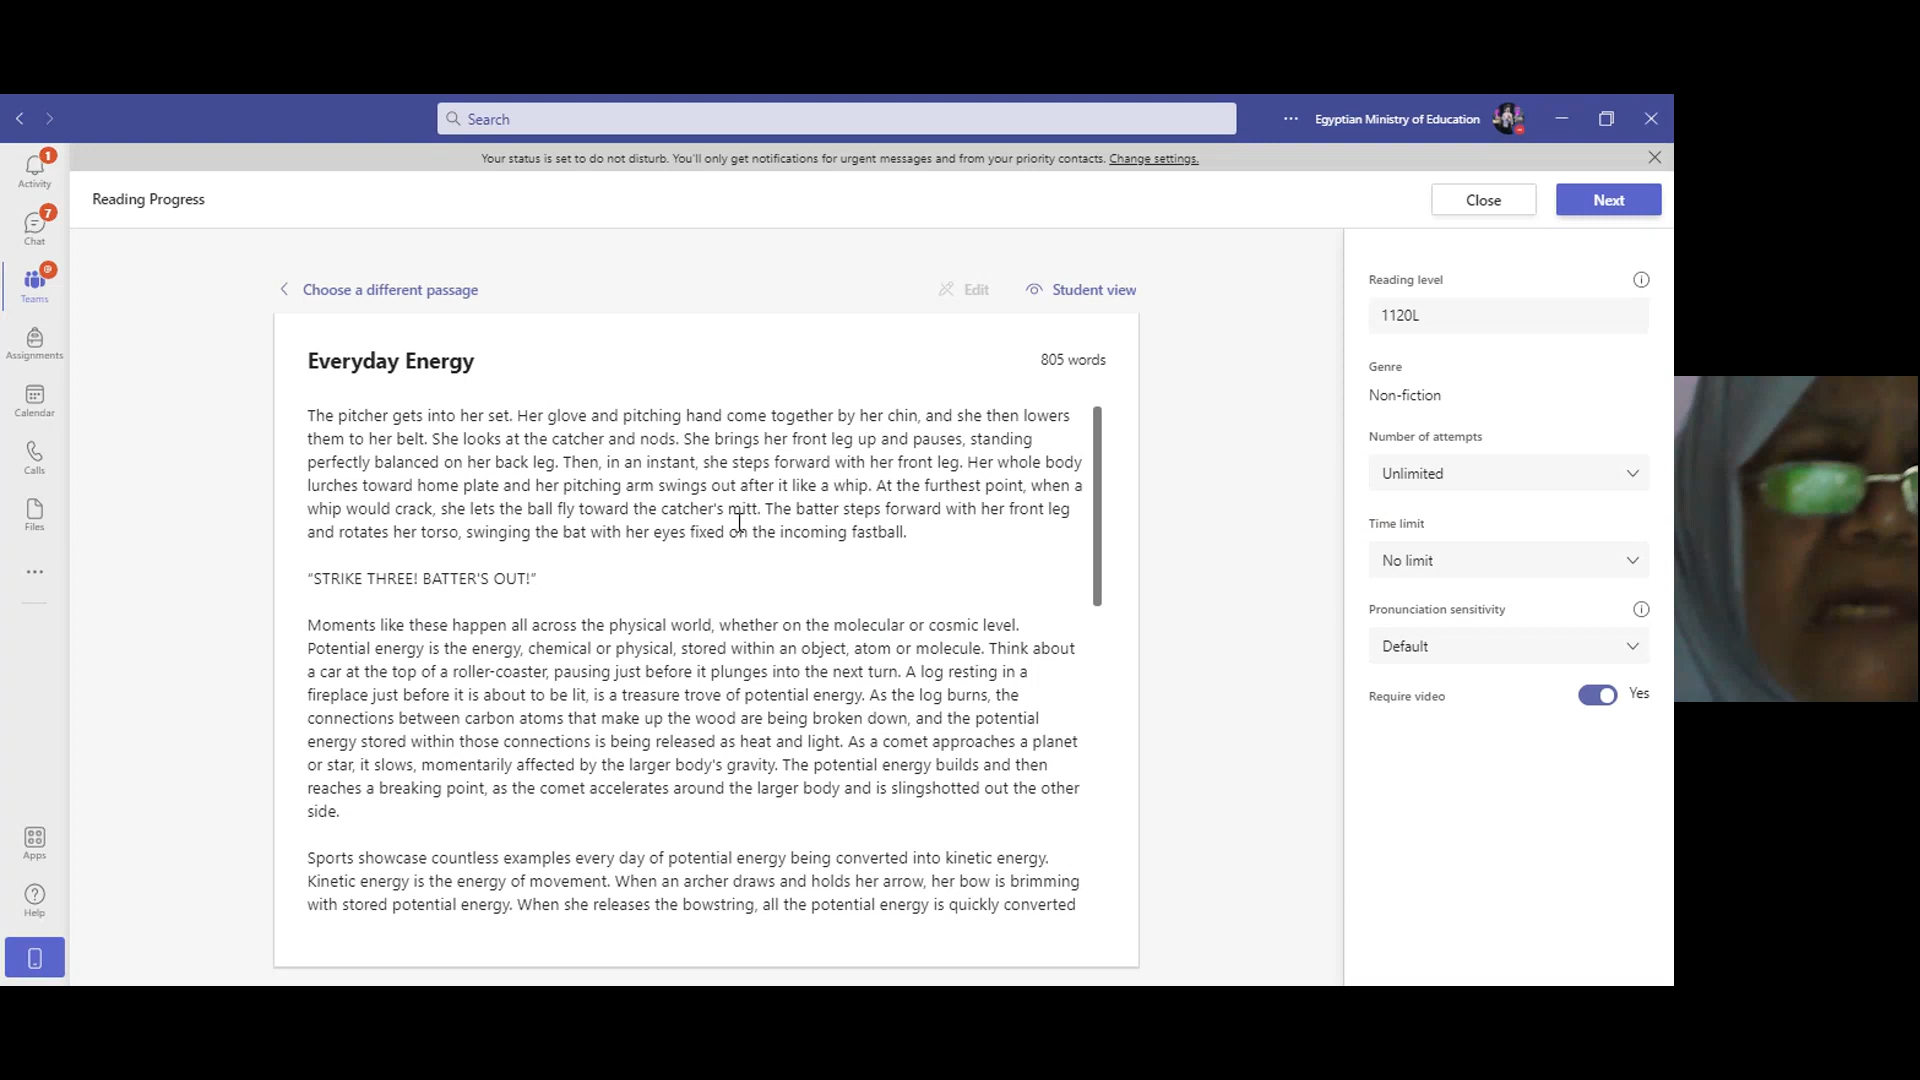 Search
Egyptian Ministry of Education
Your status is set to do not disturb. You'll only get notifications for urgent messages and from your priority contacts. Change settings.
1
Activity
7
Chat
@
Teams
Assignments
Calendar
Calls
Files
Apps
Help
Reading Progress
Close
Next
Choose a different passage
Edit
Student view
Everyday Energy
805 words
The pitcher gets into her set. Her glove and pitching hand come together by her chin, and she then lowers
them to her belt. She looks at the catcher and nods. She brings her front leg up and pauses, standing
perfectly balanced on her back leg. Then, in an instant, she steps forward with her front leg. Her whole body
lurches toward home plate and her pitching arm swings out after it like a whip. At the furthest point, when a
whip would crack, she lets the ball fly toward the catcher's mitt. The batter steps forward with her front leg
and rotates her torso, swinging the bat with her eyes fixed on the incoming fastball.
“STRIKE THREE! BATTER'S OUT!”
Moments like these happen all across the physical world, whether on the molecular or cosmic level.
Potential energy is the energy, chemical or physical, stored within an object, atom or molecule. Think about
a car at the top of a roller-coaster, pausing just before it plunges into the next turn. A log resting in a
fireplace just before it is about to be lit, is a treasure trove of potential energy. As the log burns, the
connections between carbon atoms that make up the wood are being broken down, and the potential
energy stored within those connections is being released as heat and light. As a comet approaches a planet
or star, it slows, momentarily affected by the larger body's gravity. The potential energy builds and then
reaches a breaking point, as the comet accelerates around the larger body and is slingshotted out the other
side.
Sports showcase countless examples every day of potential energy being converted into kinetic energy.
Kinetic energy is the energy of movement. When an archer draws and holds her arrow, her bow is brimming
with stored potential energy. When she releases the bowstring, all the potential energy is quickly converted
Reading level
1120L
Genre
Non-fiction
Number of attempts
Unlimited
Time limit
No limit
Pronunciation sensitivity
Default
Require video
Yes